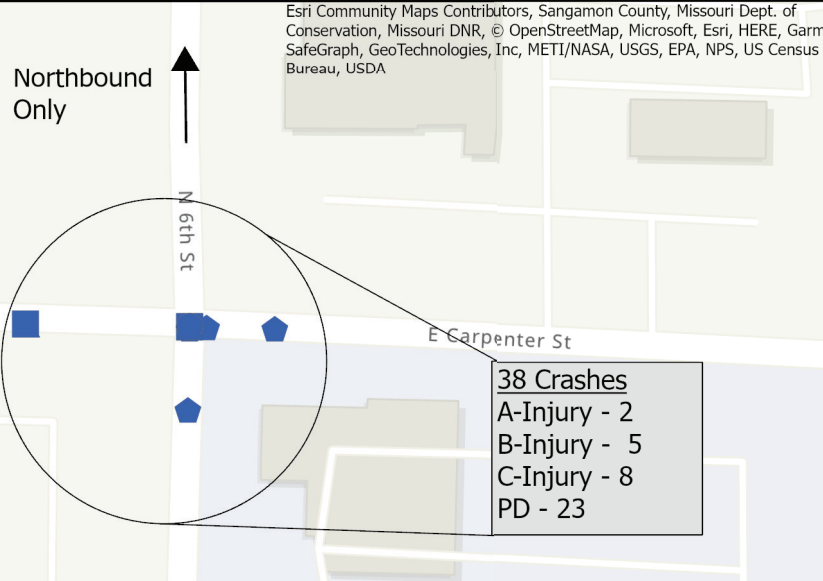 Esri Community Maps Contributors, Sangamon County, Missouri Dept. of
Conservation, Missouri DNR, © OpenStreetMap, Microsoft, Esri, HERE, Garm
SafeGraph, GeoTechnologies, Inc, METI/NASA, USGS, EPA, NPS, US Census
Bureau, USDA
Northbound
Only
N 6th St
E Carpenter St
38 Crashes
A-Injury - 2
B-Injury - 5
C-Injury - 8
PD - 23